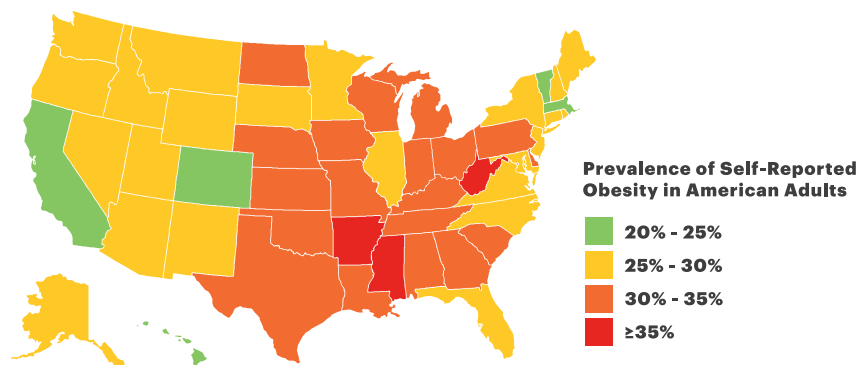 Prevalence of Self-Reported
Obesity in American Adults
20% - 25%
25% - 30%
30% - 35%
≥35%